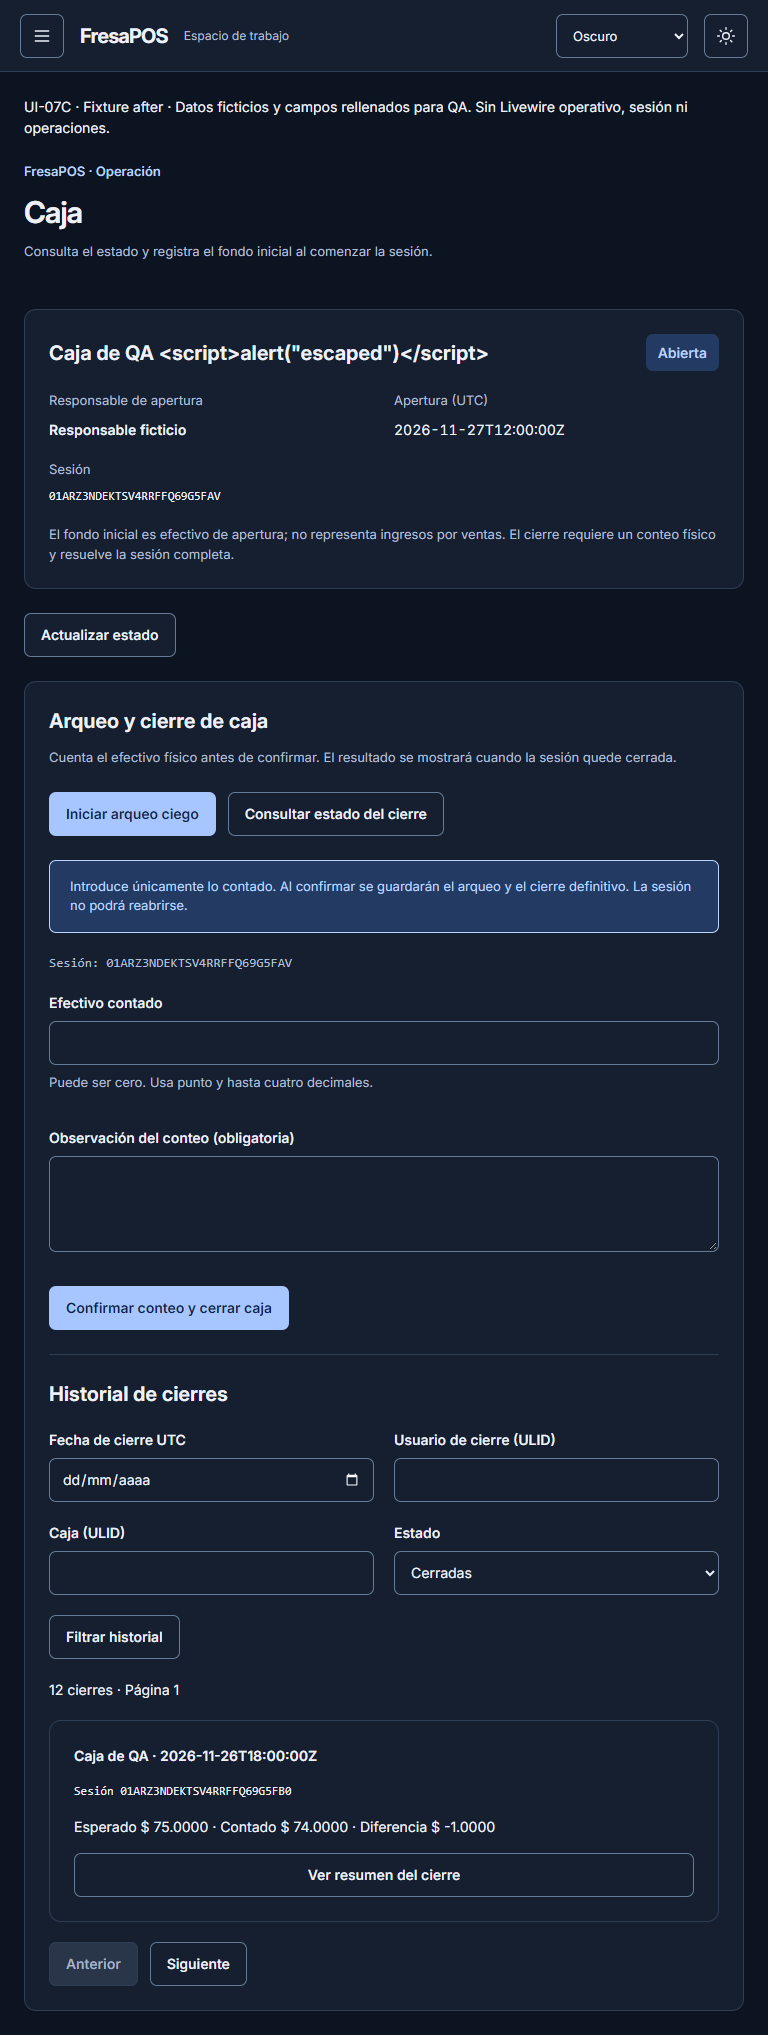 FresaPOS
Espacio de trabajo
Oscuro
UI-07C · Fixture after · Datos ficticios y campos rellenados para QA. Sin Livewire operativo, sesión ni
operaciones.
FresaPOS · Operación
Caja
Consulta el estado y registra el fondo inicial al comenzar la sesión.
Caja de QA <script>alert("escaped")</script>
Abierta
Responsable de apertura
Apertura (UTC)
Responsable ficticio
2026-11-27T12:00:00Z
Sesión
01ARZ3NDEKTSV4RRFFQ69G5FAV
El fondo inicial es efectivo de apertura; no representa ingresos por ventas. El cierre requiere un conteo físico
y resuelve la sesión completa.
Actualizar estado
Arqueo y cierre de caja
Cuenta el efectivo físico antes de confirmar. El resultado se mostrará cuando la sesión quede cerrada.
Iniciar arqueo ciego
Consultar estado del cierre
Introduce únicamente lo contado. Al confirmar se guardarán el arqueo y el cierre definitivo. La sesión
no podrá reabrirse.
Sesión: 01ARZ3NDEKTSV4RRFFQ69G5FAV
Efectivo contado
Puede ser cero. Usa punto y hasta cuatro decimales.
Observación del conteo (obligatoria)
Confirmar conteo y cerrar caja
Historial de cierres
Fecha de cierre UTC
Usuario de cierre (ULID)
dd/mm/aaaa
Caja (ULID)
Estado
Cerradas
Filtrar historial
12 cierres · Página 1
Caja de QA · 2026-11-26T18:00:00Z
Sesión 01ARZ3NDEKTSV4RRFFQ69G5FB0
Esperado $ 75.0000 · Contado $ 74.0000 · Diferencia $ -1.0000
Ver resumen del cierre
Anterior
Siguiente